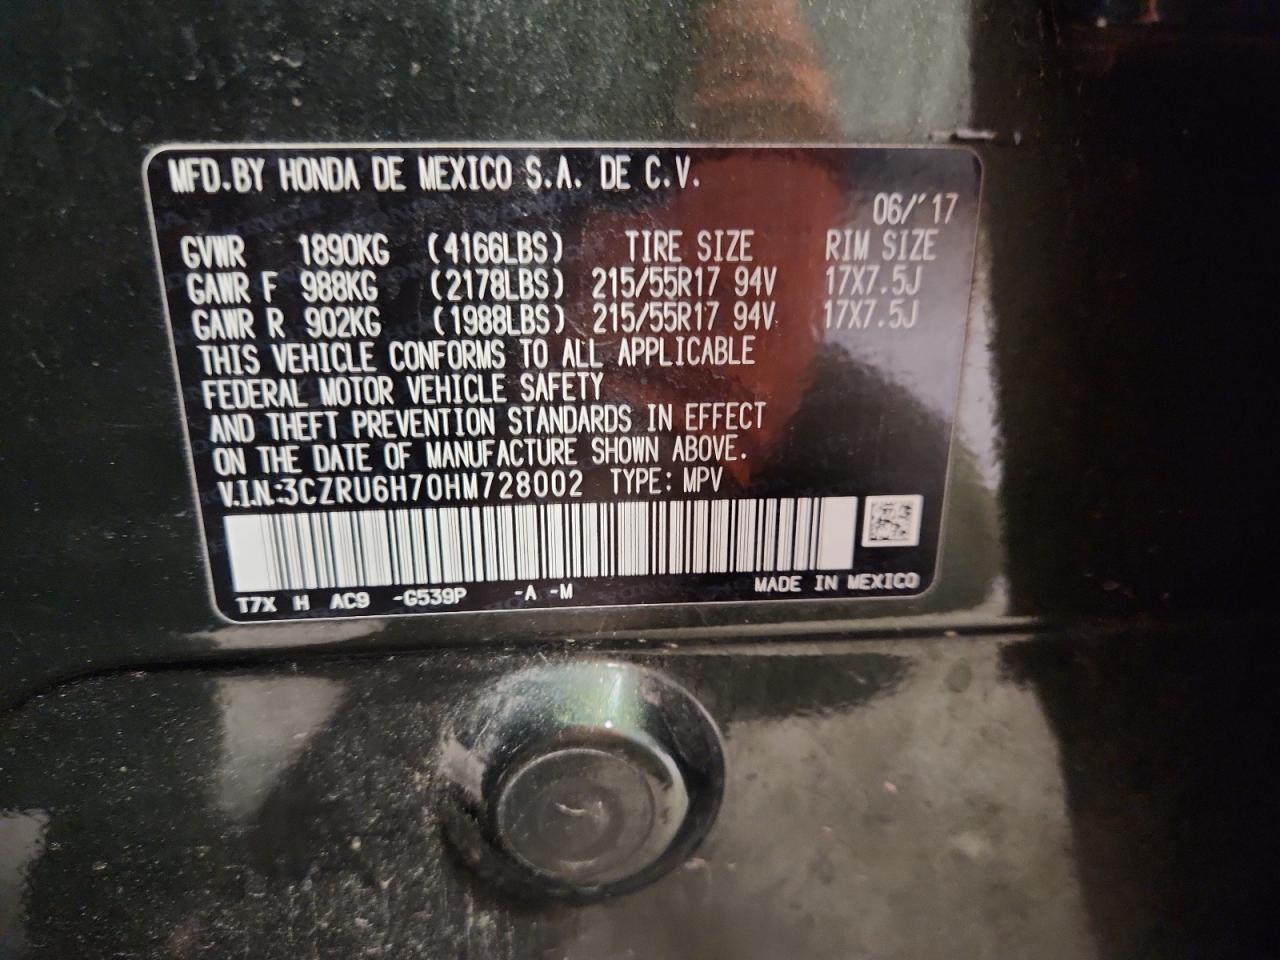 MFD.BY HONDA DE MEXICO S.A. DE C.V.
06/'17
GVWR 1890KG (4166LBS) TIRE SIZE RIM SIZE
GAWR F 988KG (2178LBS) 215/55R17 94V 17X7.5J
GAWR R 902KG (1988LBS) 215/55R17 94V 17X7.5J
THIS VEHICLE CONFORMS TO ALL APPLICABLE
FEDERAL MOTOR VEHICLE SAFETY
AND THEFT PREVENTION STANDARDS IN EFFECT
ON THE DATE OF MANUFACTURE SHOWN ABOVE.
V.I.N.:3CZRU6H70HM728002 TYPE: MPV
T7X H AC9 -G539P -A -M MADE IN MEXICO